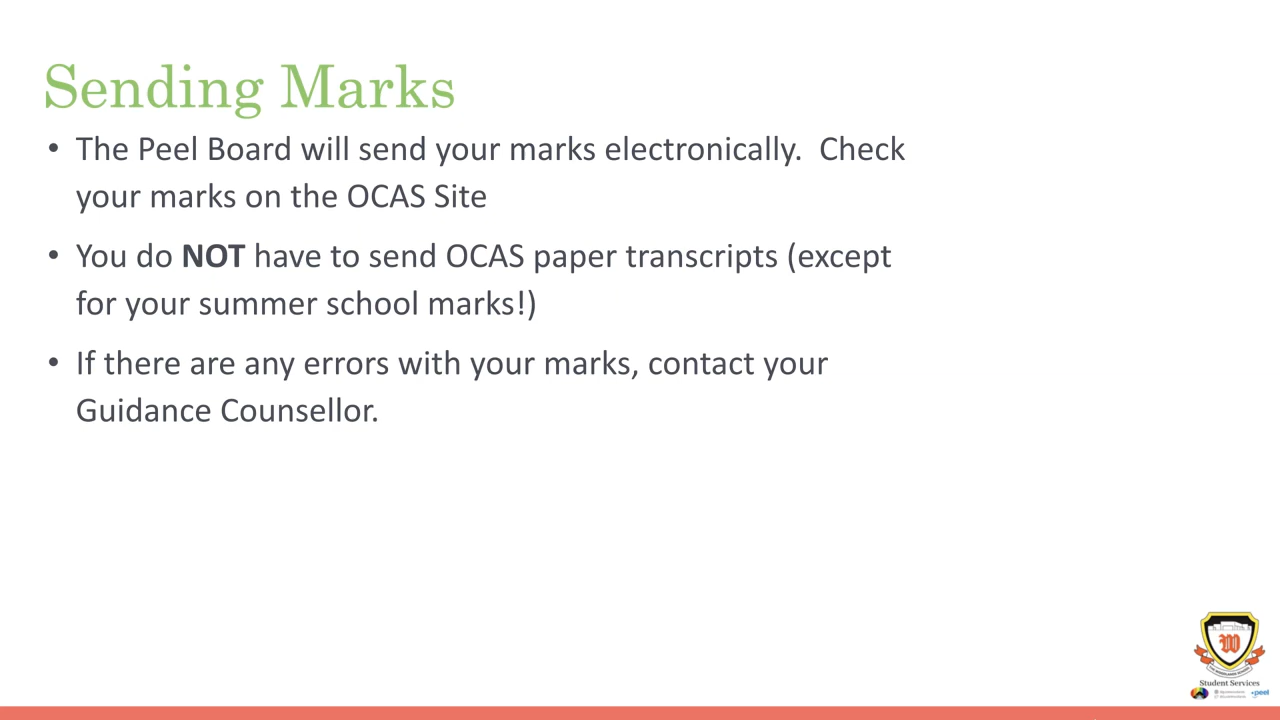 Sending Marks
• The Peel Board will send your marks electronically.  Check
your marks on the OCAS Site
• You do NOT have to send OCAS paper transcripts (except
for your summer school marks!)
• If there are any errors with your marks, contact your
Guidance Counsellor.
W
Student Services
peel